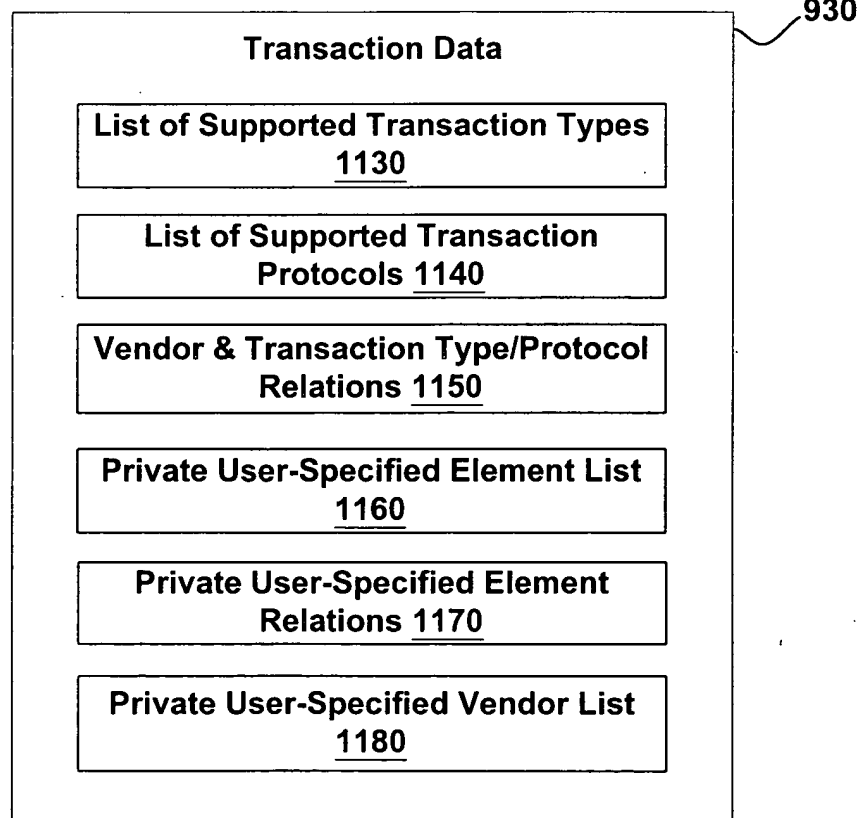 930
Transaction Data
List of Supported Transaction Types
1130
List of Supported Transaction
Protocols 1140
Vendor & Transaction Type/Protocol
Relations 1150
Private User-Specified Element List
1160
Private User-Specified Element
Relations 1170
Private User-Specified Vendor List
1180